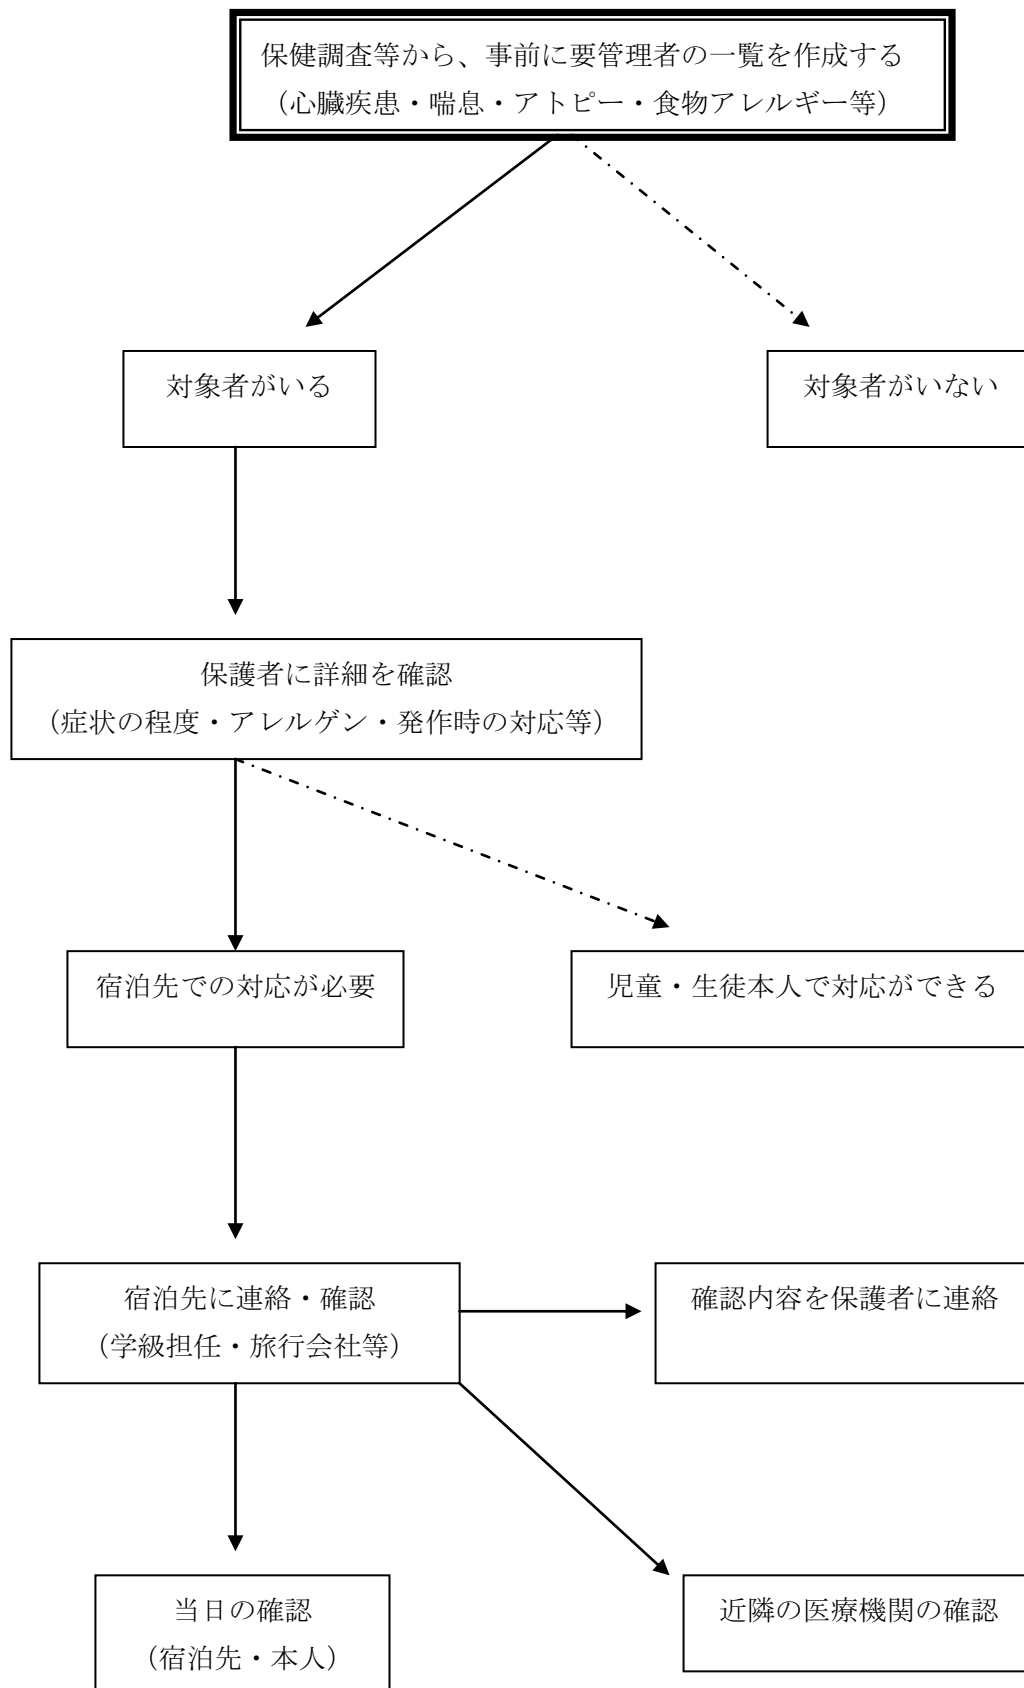 保健調査等から、事前に要管理者の一覧を作成する
（心臓疾患・喘息・アトピー・食物アレルギー等）
対象者がいる
対象者がいない
保護者に詳細を確認
（症状の程度・アレルゲン・発作時の対応等）
宿泊先での対応が必要
児童・生徒本人で対応ができる
宿泊先に連絡・確認
（学級担任・旅行会社等）
確認内容を保護者に連絡
当日の確認
（宿泊先・本人）
近隣の医療機関の確認